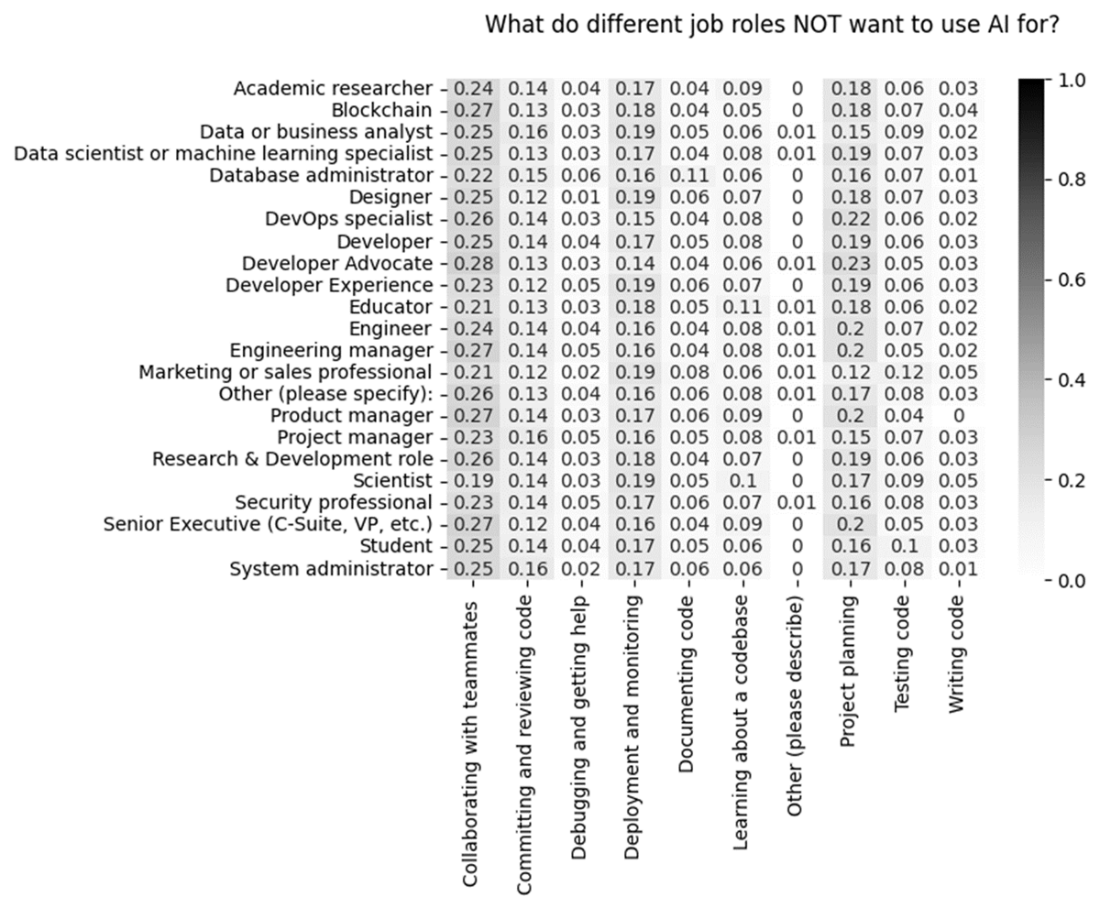 What do different job roles NOT want to use AI for?
Academic researcher 0.24 0.14 0.04 0.17 0.04 0.09 0 0.18 0.06 0.03
Blockchain 0.27 0.13 0.03 0.18 0.04 0.05 0 0.18 0.07 0.04
Data or business analyst 0.25 0.16 0.03 0.19 0.05 0.06 0.01 0.15 0.09 0.02
Data scientist or machine learning specialist 0.25 0.13 0.03 0.17 0.04 0.08 0.01 0.19 0.07 0.03
Database administrator 0.22 0.15 0.06 0.16 0.11 0.06 0 0.16 0.07 0.01
Designer 0.25 0.12 0.01 0.19 0.06 0.07 0 0.18 0.07 0.03
DevOps specialist 0.26 0.14 0.03 0.15 0.04 0.08 0 0.22 0.06 0.02
Developer 0.25 0.14 0.04 0.17 0.05 0.08 0 0.19 0.06 0.03
Developer Advocate 0.28 0.13 0.03 0.14 0.04 0.06 0.01 0.23 0.05 0.03
Developer Experience 0.23 0.12 0.05 0.19 0.06 0.07 0 0.19 0.06 0.03
Educator 0.21 0.13 0.03 0.18 0.05 0.11 0.01 0.18 0.06 0.02
Engineer 0.24 0.14 0.04 0.16 0.04 0.08 0.01 0.2 0.07 0.02
Engineering manager 0.27 0.14 0.05 0.16 0.04 0.08 0.01 0.2 0.05 0.02
Marketing or sales professional 0.21 0.12 0.02 0.19 0.08 0.06 0.01 0.12 0.12 0.05
Other (please specify): 0.26 0.13 0.04 0.16 0.06 0.08 0.01 0.17 0.08 0.03
Product manager 0.27 0.14 0.03 0.17 0.06 0.09 0 0.2 0.04 0
Project manager 0.23 0.16 0.05 0.16 0.05 0.08 0.01 0.15 0.07 0.03
Research & Development role 0.26 0.14 0.03 0.18 0.04 0.07 0 0.19 0.06 0.03
Scientist 0.19 0.14 0.03 0.19 0.05 0.1 0 0.17 0.09 0.05
Security professional 0.23 0.14 0.05 0.17 0.06 0.07 0.01 0.16 0.08 0.03
Senior Executive (C-Suite, VP, etc.) 0.27 0.12 0.04 0.16 0.04 0.09 0 0.2 0.05 0.03
Student 0.25 0.14 0.04 0.17 0.05 0.06 0 0.16 0.1 0.03
System administrator 0.25 0.16 0.02 0.17 0.06 0.06 0 0.17 0.08 0.01
Collaborating with teammates
Committing and reviewing code
Debugging and getting help
Deployment and monitoring
Documenting code
Learning about a codebase
Other (please describe)
Project planning
Testing code
Writing code
1.0
0.8
0.6
0.4
0.2
0.0